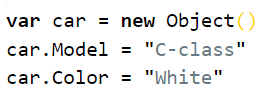 var car = new Object()
car.Model = "C-class"
car.Color = "White"